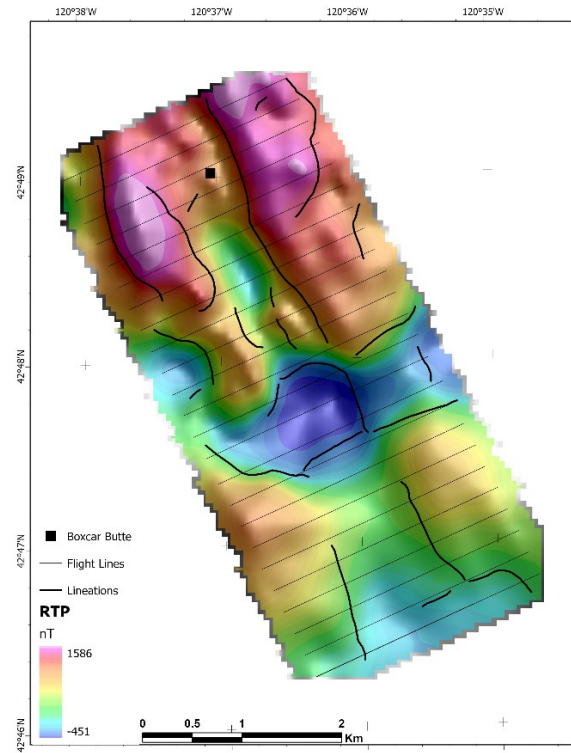 120°38'W 120°37'W 120°36'W 120°35'W
42°49'N
42°48'N
42°47'N
42°46'N
Boxcar Butte
Flight Lines
Lineations
RTP
nT
1586
-451
0 0.5 1 2
Km